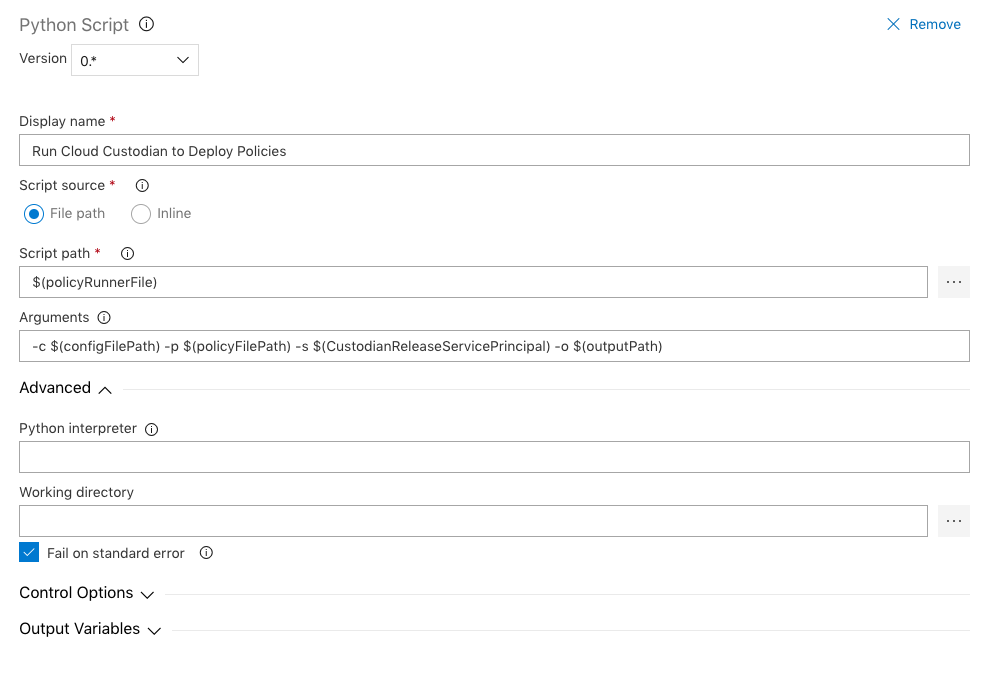 Python Script
Remove
Version 0.*
Display name *
Run Cloud Custodian to Deploy Policies
Script source *
File path Inline
Script path *
$(policyRunnerFile)
Arguments
-c $(configFilePath) -p $(policyFilePath) -s $(CustodianReleaseServicePrincipal) -o $(outputPath)
Advanced
Python interpreter
Working directory
Fail on standard error
Control Options
Output Variables